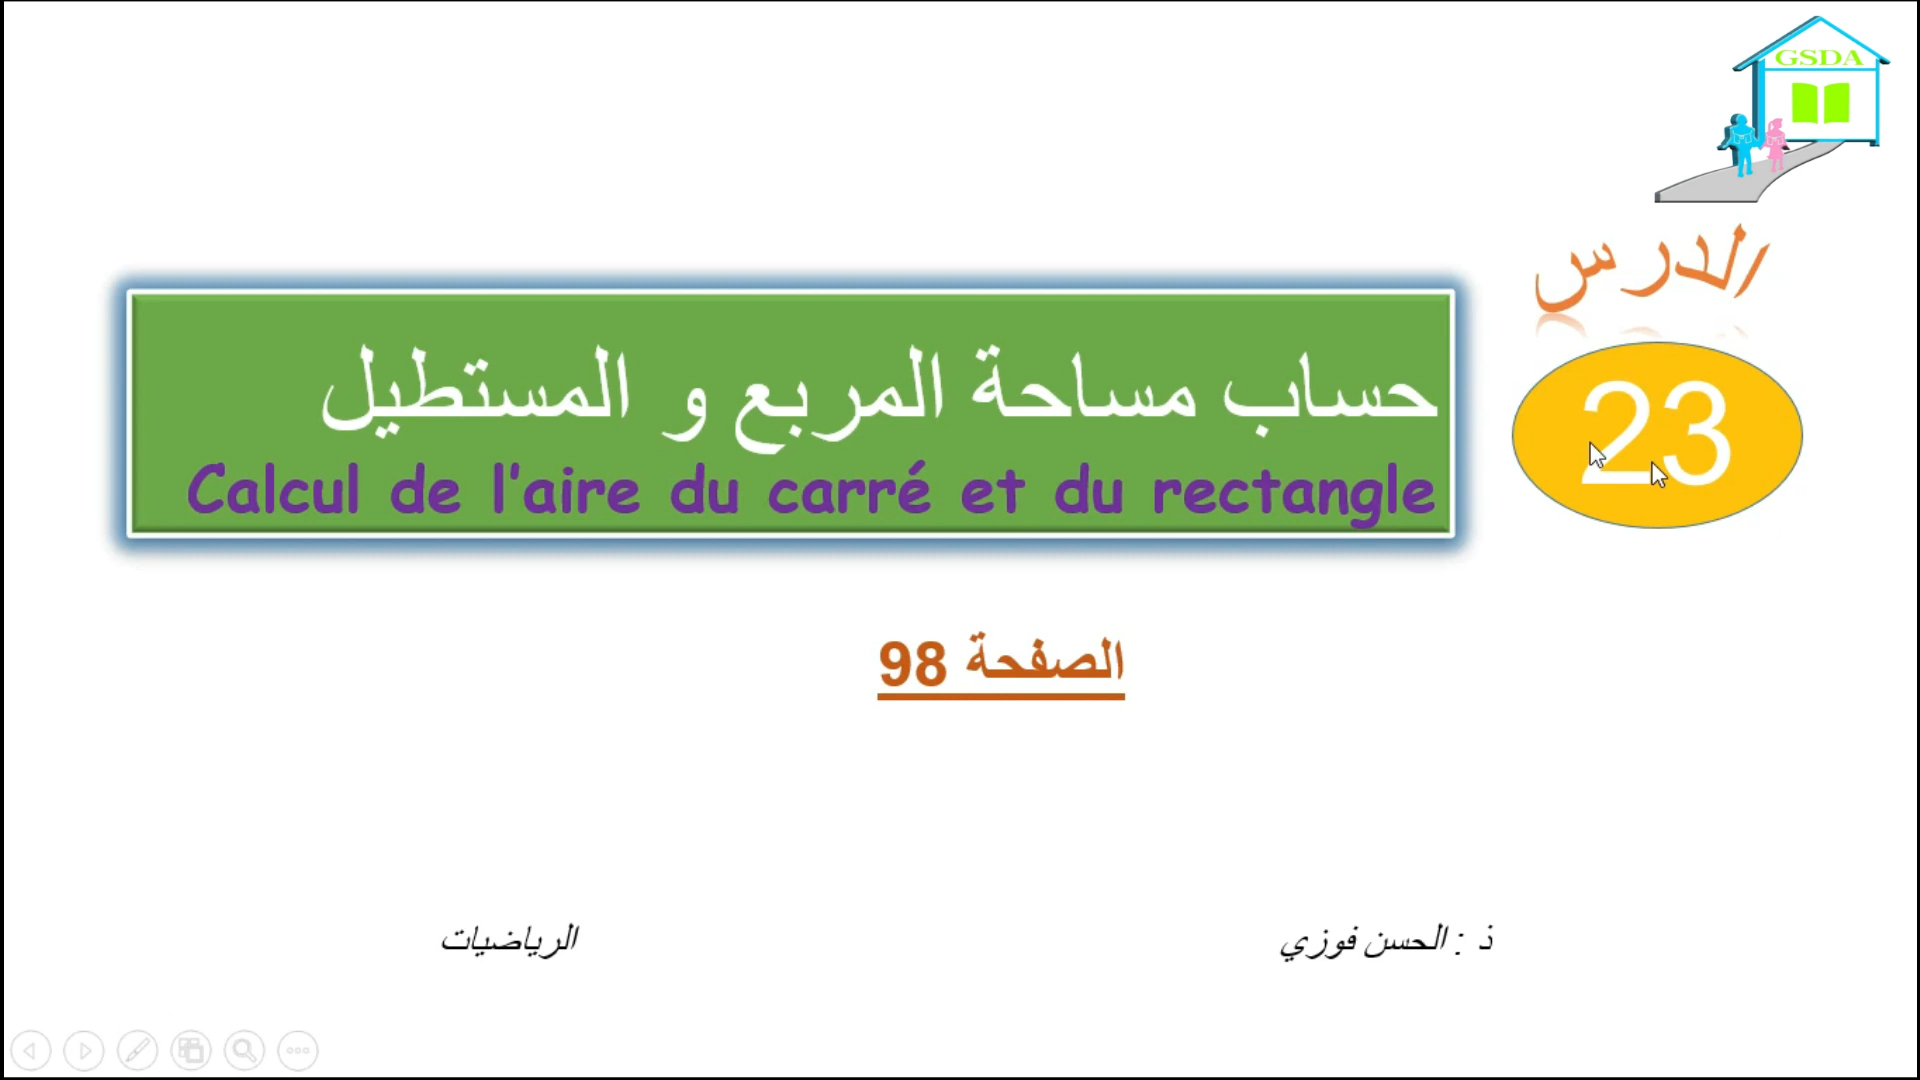 GSDA
الدرس
23
حساب مساحة المربع و المستطيل
Calcul de l’aire du carré et du rectangle
الصفحة 98
ذ : الحسن فوزي
الرياضيات